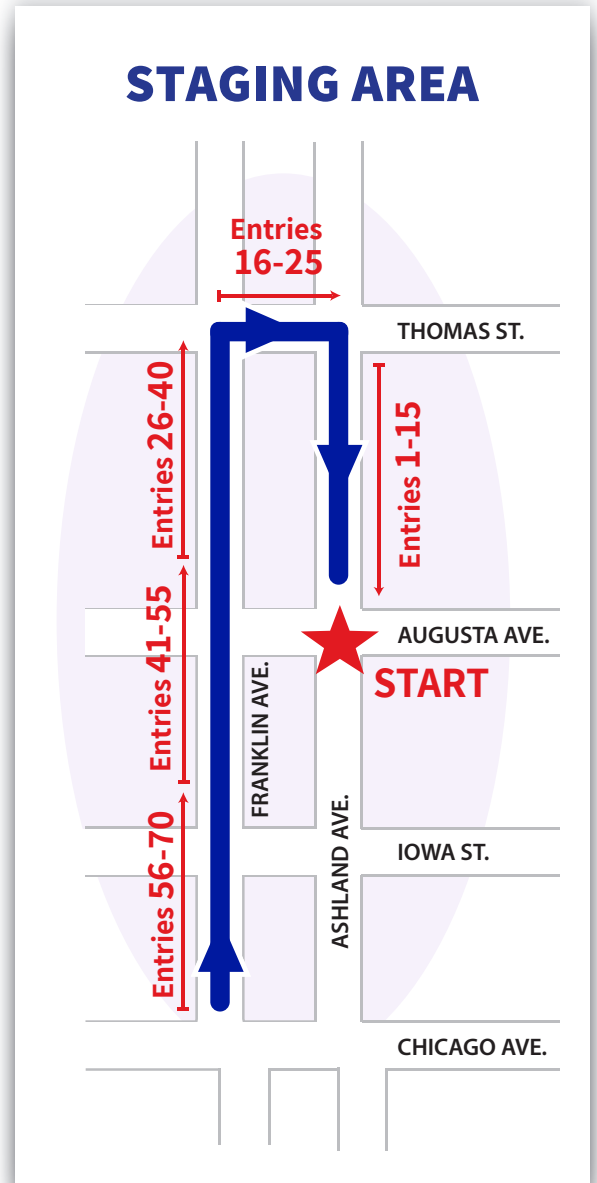 STAGING AREA
Entries
16-25
THOMAS ST.
Entries 26-40
Entries 1-15
AUGUSTA AVE.
START
Entries 41-55
FRANKLIN AVE.
ASHLAND AVE.
IOWA ST.
Entries 56-70
CHICAGO AVE.